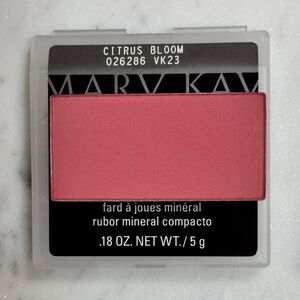 CITRUS BLOOM
026286 VK23
MARY KAY
fard à joues minéral
rubor mineral compacto
.18 OZ. NET WT./ 5 g